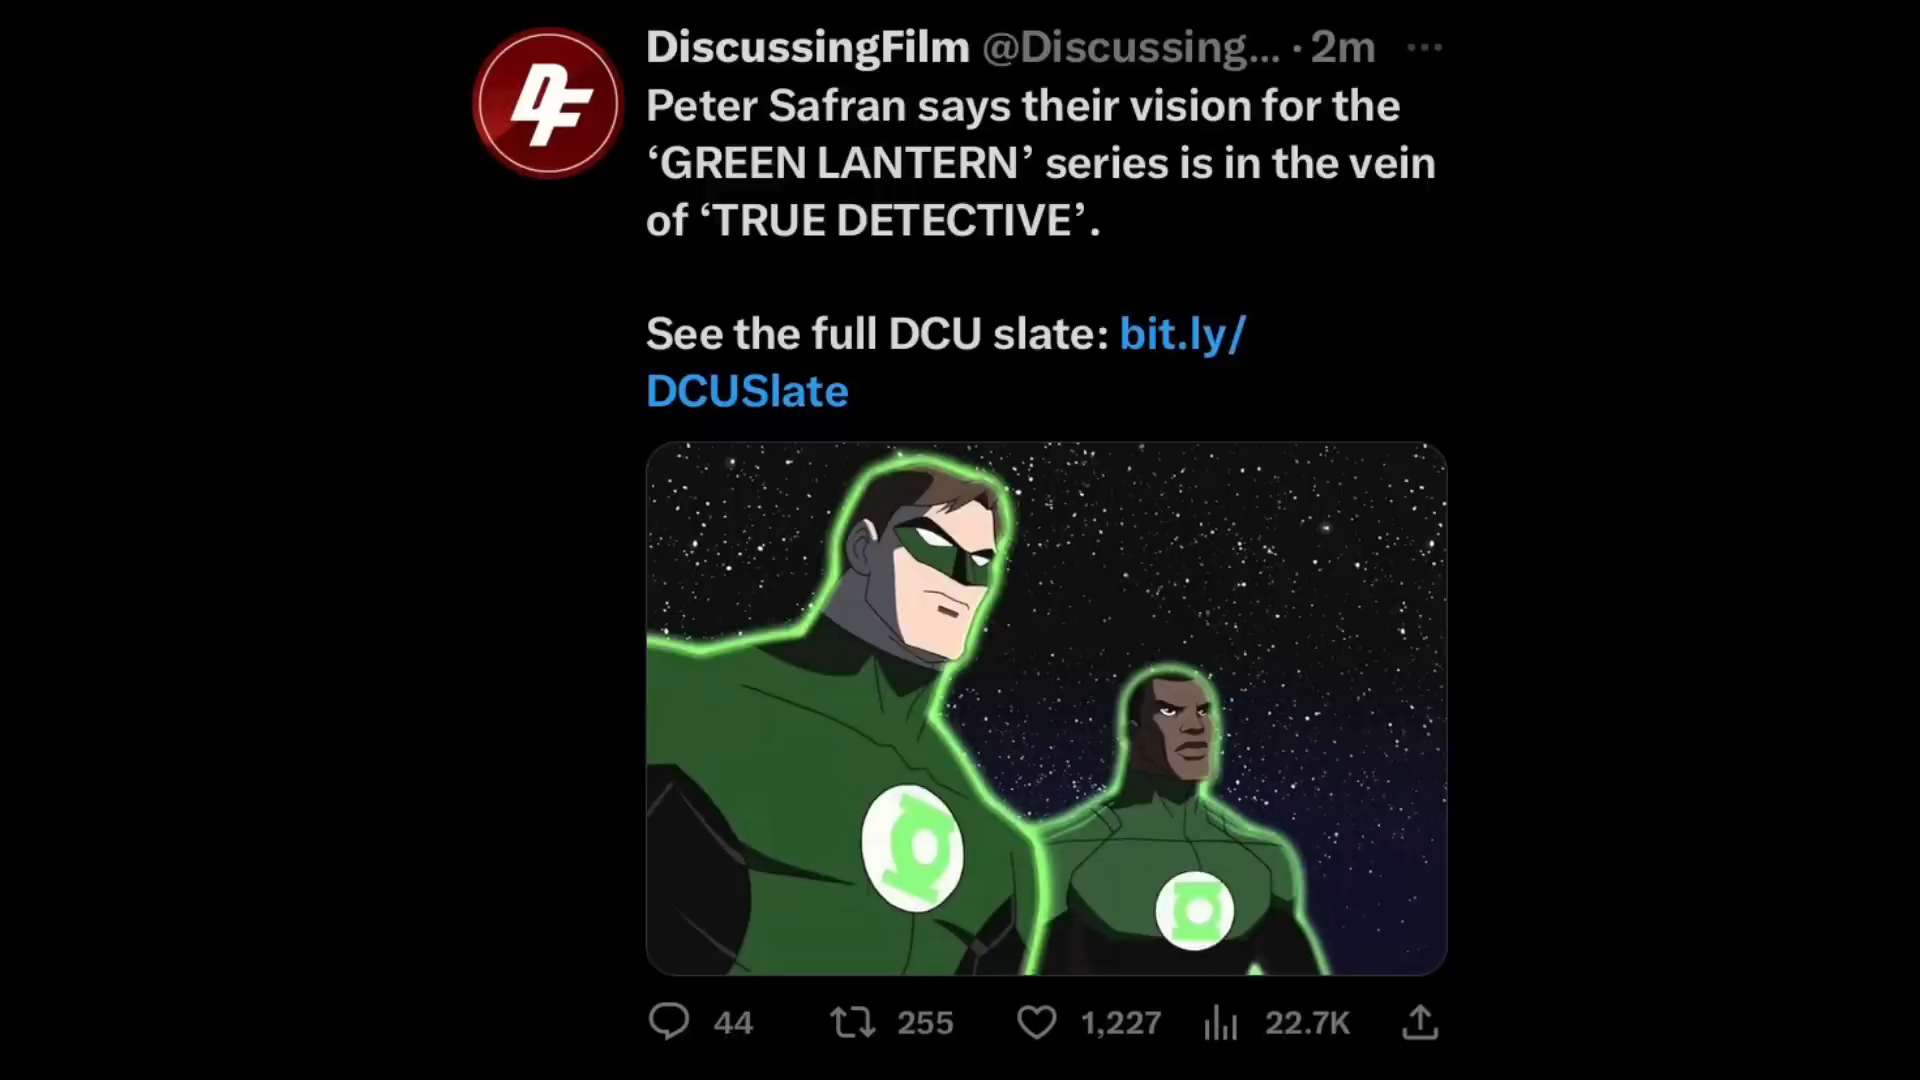 DF
DiscussingFilm @Discussing... · 2m ...
Peter Safran says their vision for the
‘GREEN LANTERN’ series is in the vein
of ‘TRUE DETECTIVE’.
See the full DCU slate: bit.ly/
DCUSlate
44 255 1,227 22.7K